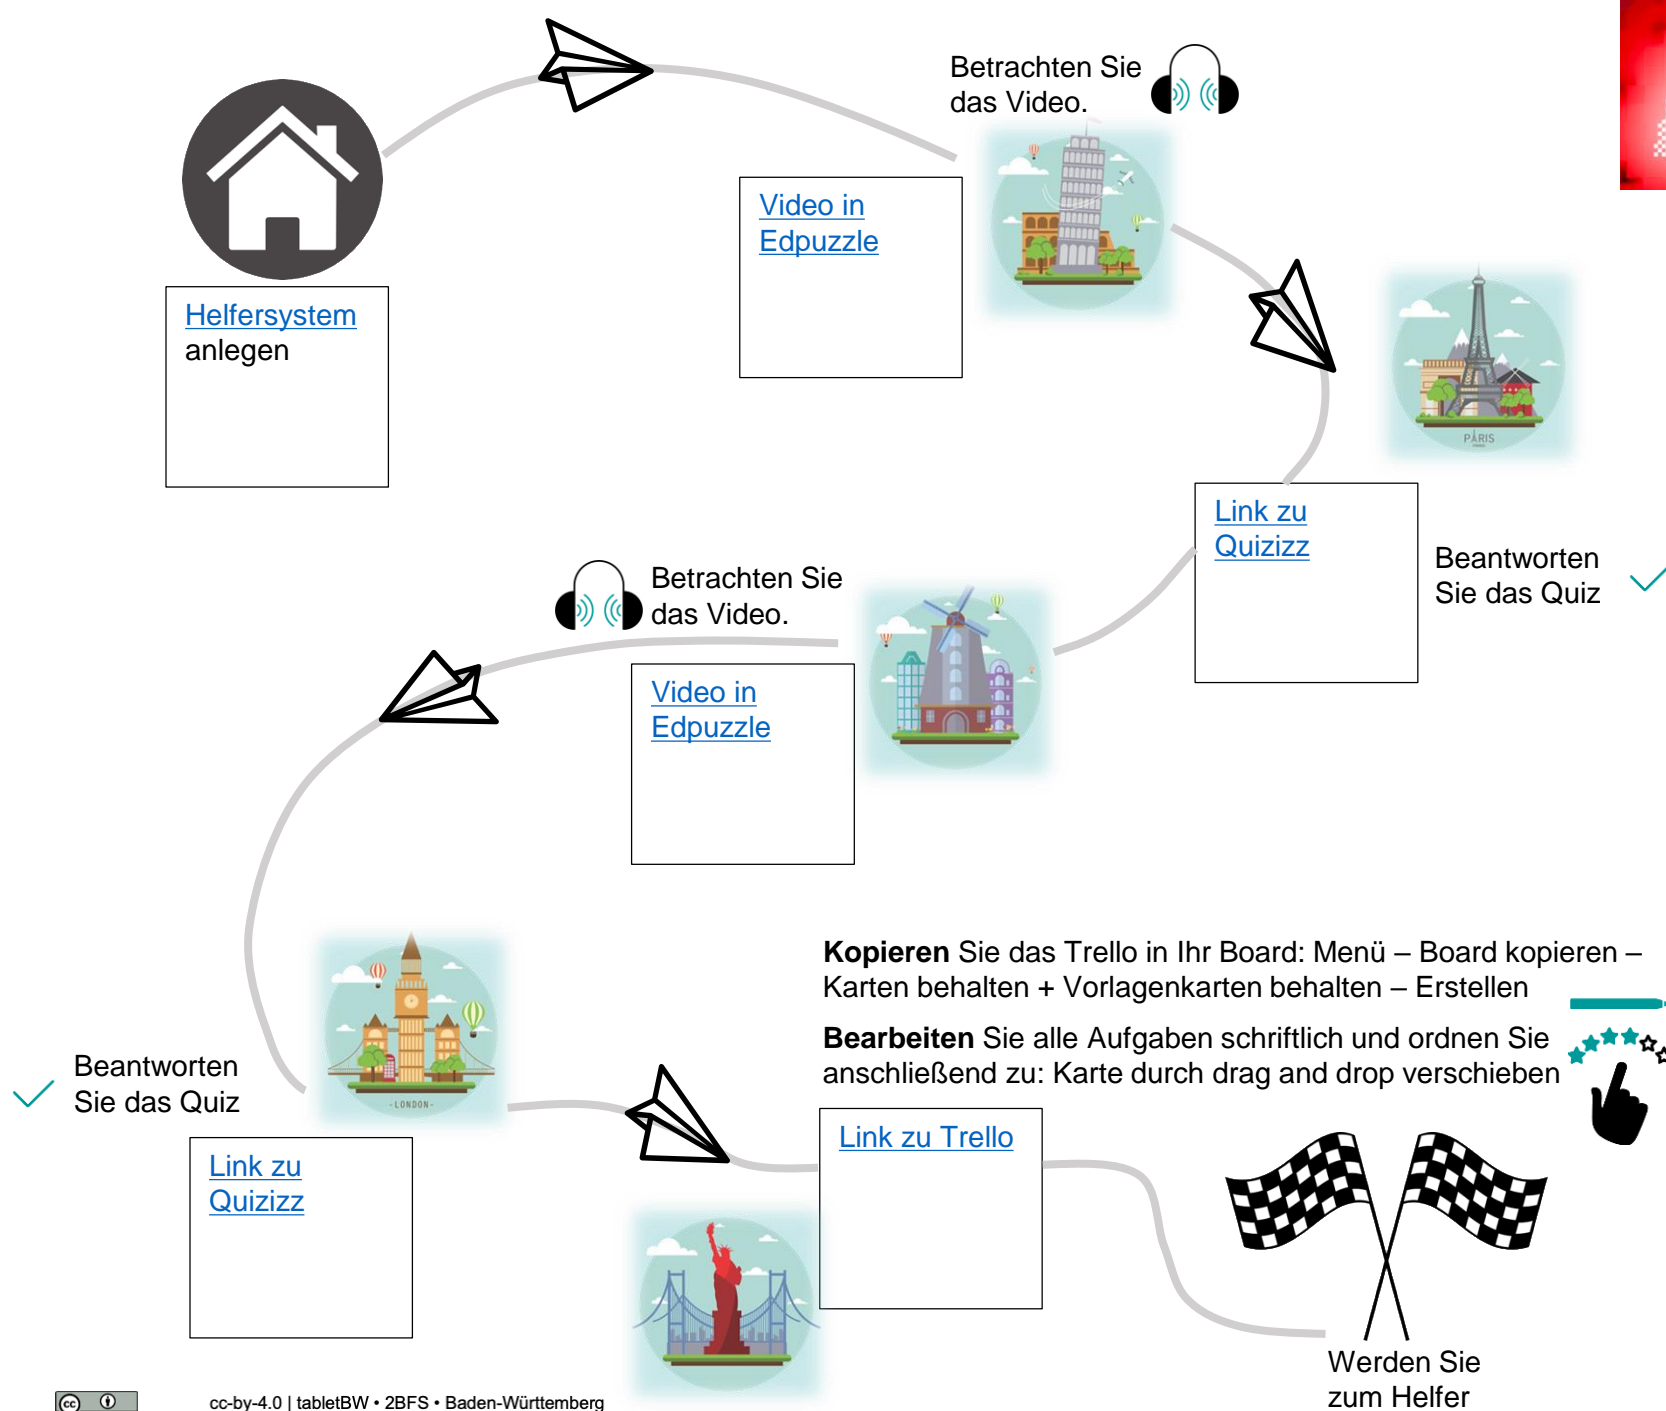 Betrachten Sie
das Video.
Video in
Edpuzzle
Helfersystem
anlegen
PARIS
Link zu
Quizizz
Beantworten
Sie das Quiz
Betrachten Sie
das Video.
Video in
Edpuzzle
Kopieren Sie das Trello in Ihr Board: Menü – Board kopieren –
Karten behalten + Vorlagenkarten behalten – Erstellen
Bearbeiten Sie alle Aufgaben schriftlich und ordnen Sie
anschließend zu: Karte durch drag and drop verschieben
Beantworten
Sie das Quiz
-LONDON-
Link zu
Quizizz
Link zu Trello
Werden Sie
zum Helfer
cc
cc-by-4.0 | tabletBW • 2BFS • Baden-Württemberg